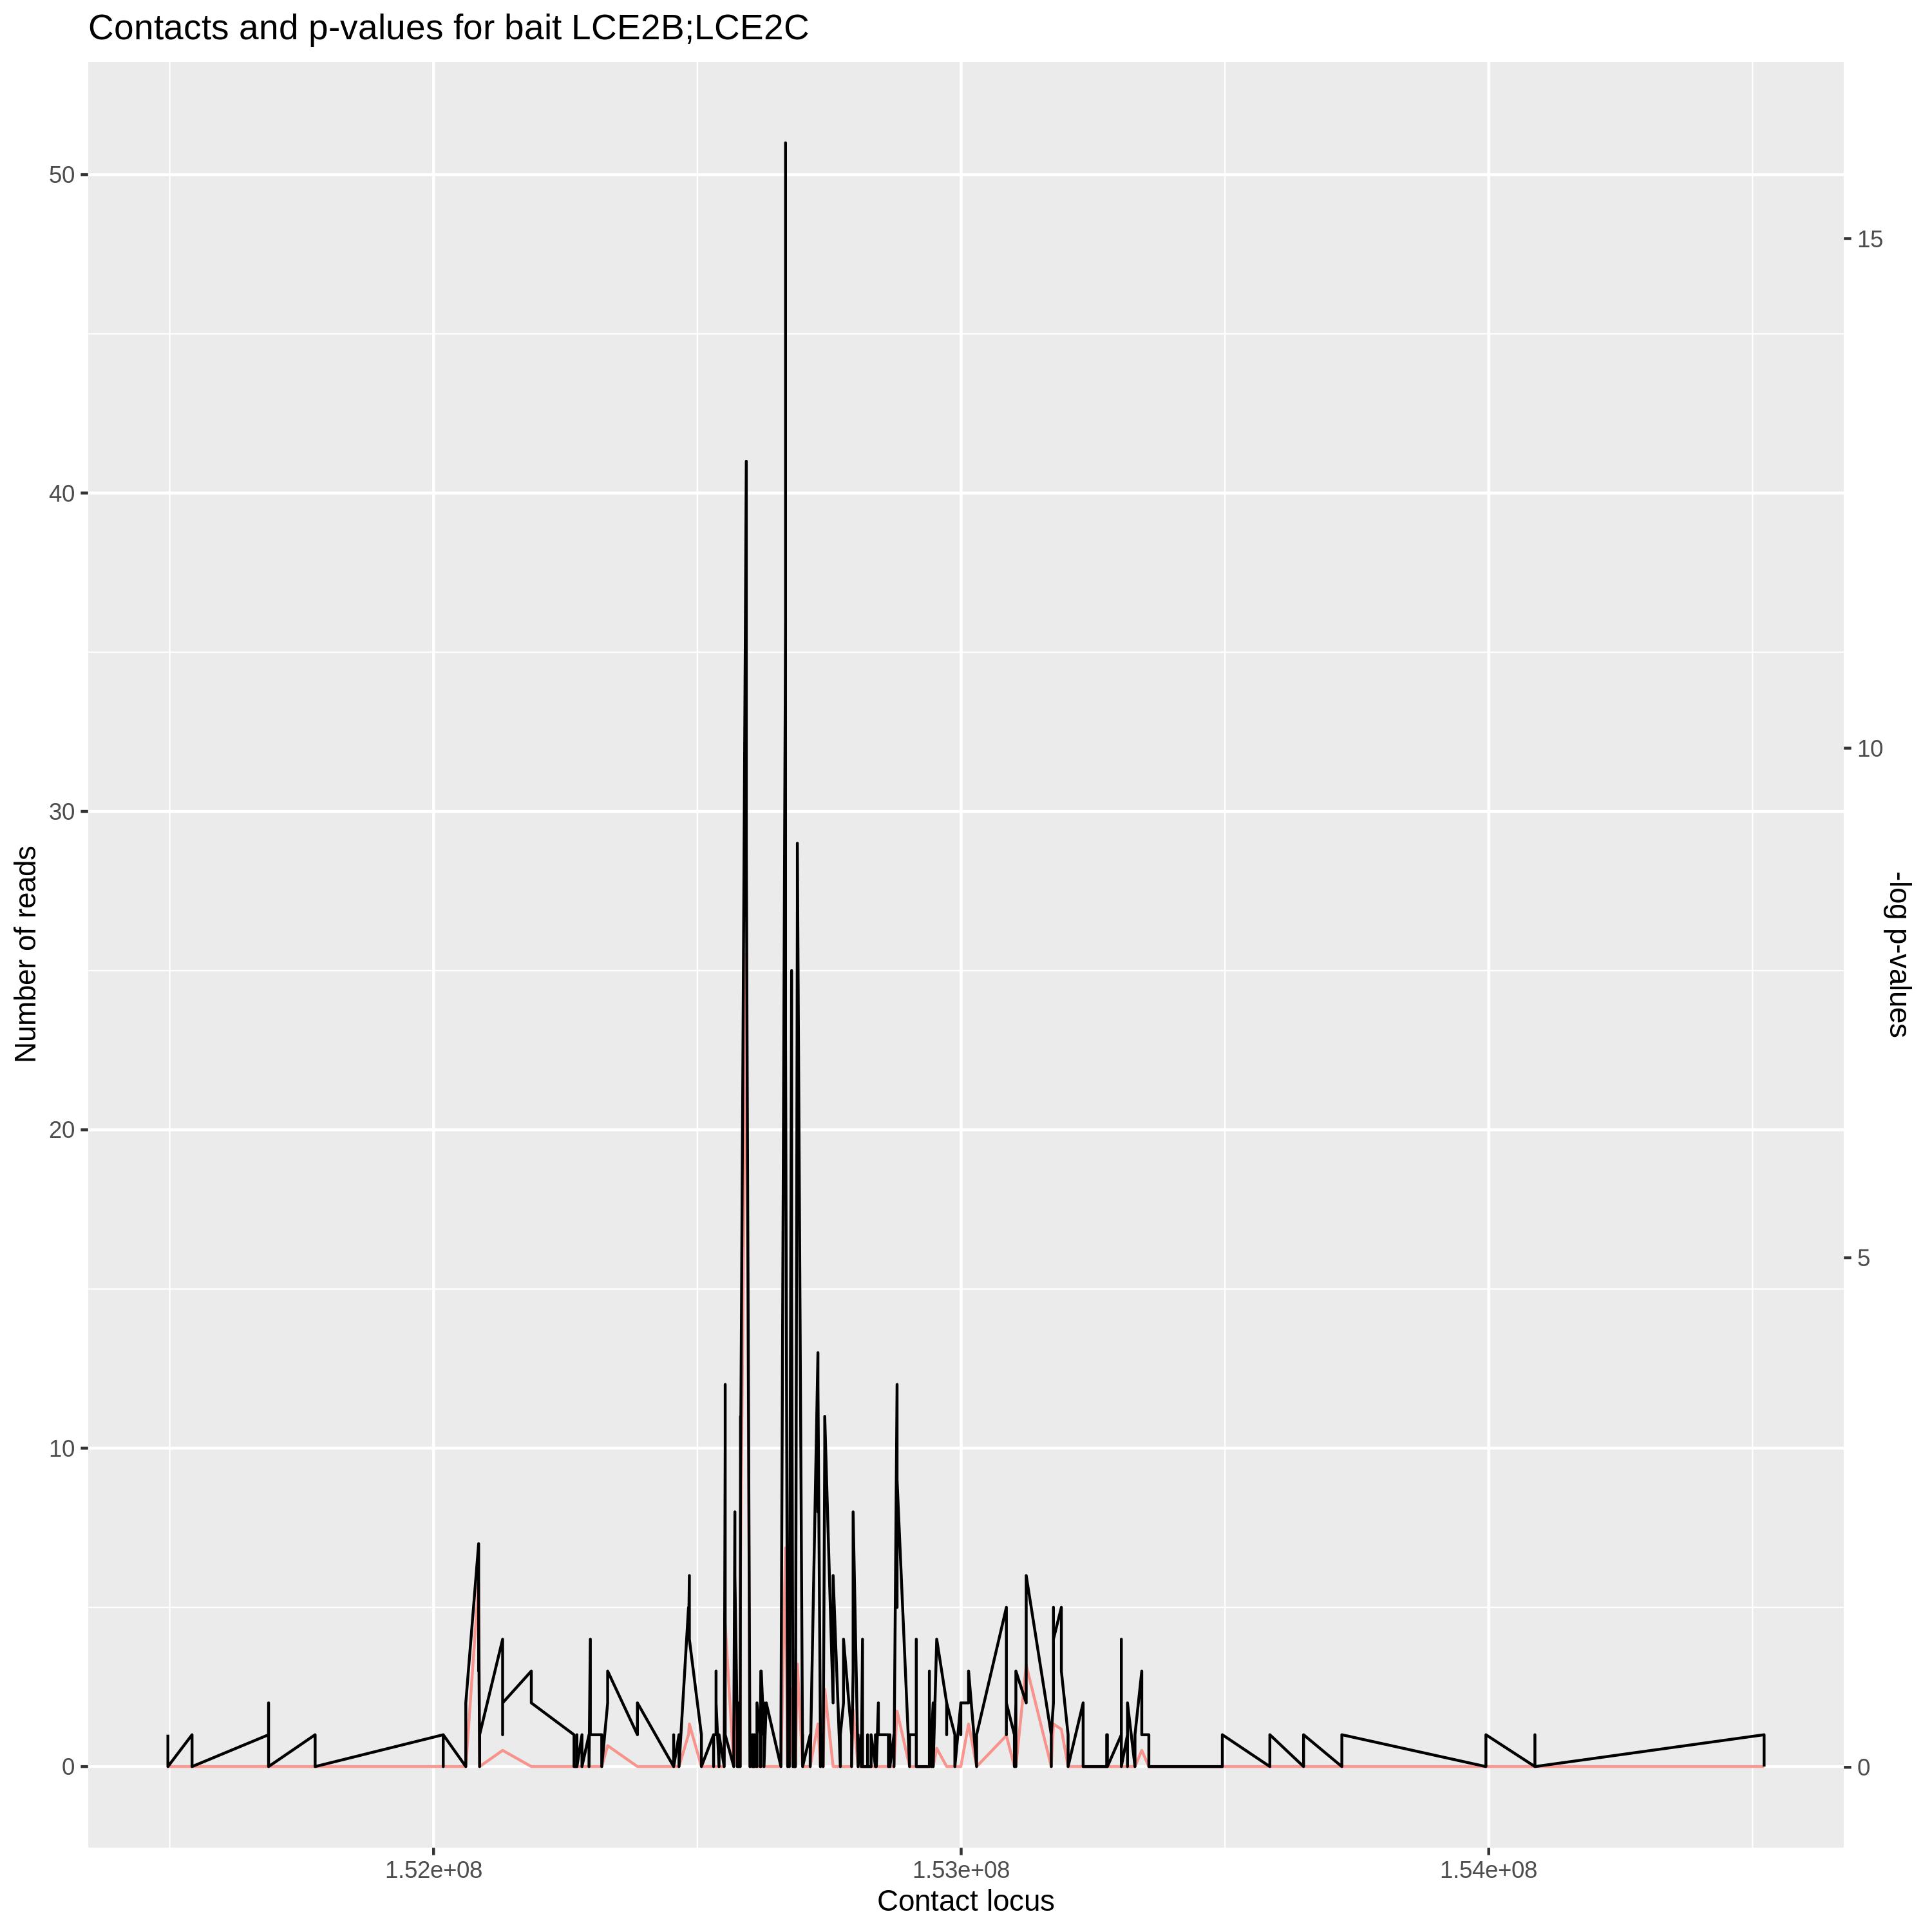 Contacts and p-values for bait LCE2B;LCE2C
50
40
30
20
10
0
Number of reads
15
10
5
0
-log p-values
1.52e+08
1.53e+08
1.54e+08
Contact locus